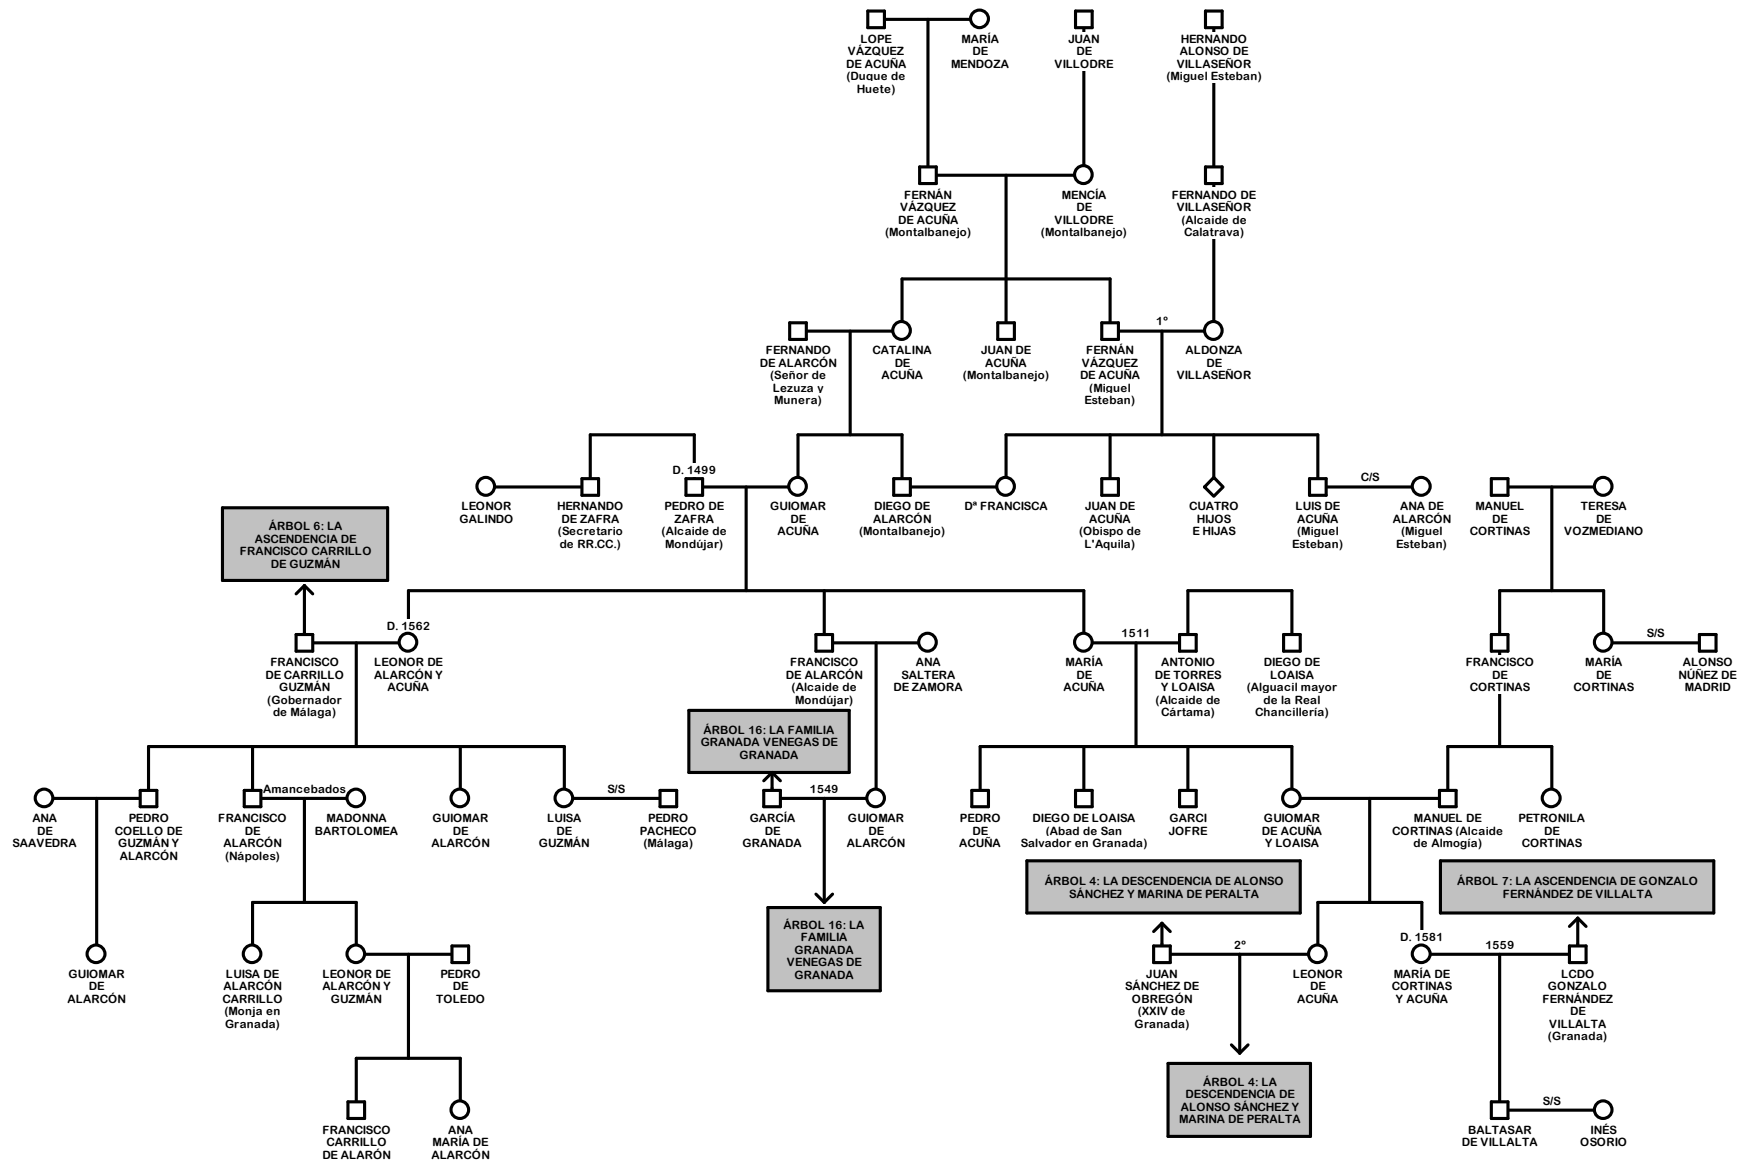 LOPE
VÁZQUEZ
DE ACUÑA
(Duque de
Huete)
MARÍA
DE
MENDOZA
JUAN
DE
VILLODRE
HERNANDO
ALONSO DE
VILLASEÑOR
(Miguel Esteban)
FERNÁN
VÁZQUEZ
DE ACUÑA
(Montalbanejo)
MENCÍA
DE
VILLODRE
(Montalbanejo)
FERNANDO DE
VILLASEÑOR
(Alcaide de
Calatrava)
FERNANDO
DE ALARCÓN
(Señor de
Lezuza y
Munera)
CATALINA
DE
ACUÑA
JUAN DE
ACUÑA
(Montalbanejo)
FERNÁN
VÁZQUEZ
DE ACUÑA
(Miguel
Esteban)
1º
ALDONZA
DE
VILLASEÑOR
LEONOR
GALINDO
HERNANDO
DE ZAFRA
(Secretario
de RR.CC.)
D. 1499
PEDRO DE
ZAFRA
(Alcaide de
Mondújar)
GUIOMAR
DE
ACUÑA
DIEGO DE
ALARCÓN
(Montalbanejo)
Dª FRANCISCA
JUAN DE
ACUÑA
(Obispo de
L'Aquila)
CUATRO
HIJOS
E HIJAS
LUIS DE
ACUÑA
(Miguel
Esteban)
C/S
ANA DE
ALARCÓN
(Miguel
Esteban)
MANUEL
DE
CORTINAS
TERESA
DE
VOZMEDIANO
ÁRBOL 6: LA
ASCENDENCIA DE
FRANCISCO CARRILLO
DE GUZMÁN
FRANCISCO
DE CARRILLO
GUZMÁN
(Gobernador
de Málaga)
D. 1562
LEONOR DE
ALARCÓN Y
ACUÑA
FRANCISCO
DE ALARCÓN
(Alcaide de
Mondújar)
ANA
SALTERA
DE ZAMORA
MARÍA
DE
ACUÑA
1511
ANTONIO
DE TORRES
Y LOAISA
(Alcaide de
Cártama)
DIEGO DE
LOAISA
(Alguacil mayor
de la Real
Chancillería)
FRANCISCO
DE
CORTINAS
MARÍA
DE
CORTINAS
S/S
ALONSO
NÚÑEZ DE
MADRID
ÁRBOL 16: LA FAMILIA
GRANADA VENEGAS DE
GRANADA
ANA
DE
SAAVEDRA
PEDRO
COELLO DE
GUZMÁN Y
ALARCÓN
FRANCISCO
DE
ALARCÓN
(Nápoles)
Amancebados
MADONNA
BARTOLOMEA
GUIOMAR
DE
ALARCÓN
LUISA
DE
GUZMÁN
S/S
PEDRO
PACHECO
(Málaga)
GARCÍA
DE
GRANADA
1549
GUIOMAR
DE
ALARCÓN
PEDRO
DE
ACUÑA
DIEGO DE LOAISA
(Abad de San
Salvador en Granada)
GARCI
JOFRE
GUIOMAR
DE ACUÑA
Y LOAISA
MANUEL DE
CORTINAS (Alcaide
de Almogía)
PETRONILA
DE
CORTINAS
ÁRBOL 4: LA DESCENDENCIA DE ALONSO
SÁNCHEZ Y MARINA DE PERALTA
ÁRBOL 7: LA ASCENDENCIA DE GONZALO
FERNÁNDEZ DE VILLALTA
ÁRBOL 16: LA
FAMILIA
GRANADA
VENEGAS DE
GRANADA
GUIOMAR
DE
ALARCÓN
LUISA DE
ALARCÓN
CARRILLO
(Monja en
Granada)
LEONOR DE
ALARCÓN Y
GUZMÁN
PEDRO
DE
TOLEDO
JUAN
SÁNCHEZ DE
OBREGÓN
(XXIV de
Granada)
2º
LEONOR
DE
ACUÑA
D. 1581
MARÍA DE
CORTINAS
Y ACUÑA
1559
LCDO
GONZALO
FERNÁNDEZ
DE
VILLALTA
(Granada)
ÁRBOL 4: LA
DESCENDENCIA DE
ALONSO SÁNCHEZ Y
MARINA DE PERALTA
FRANCISCO
CARRILLO
DE ALARÓN
ANA
MARÍA DE
ALARCÓN
BALTASAR
DE VILLALTA
S/S
INÉS
OSORIO